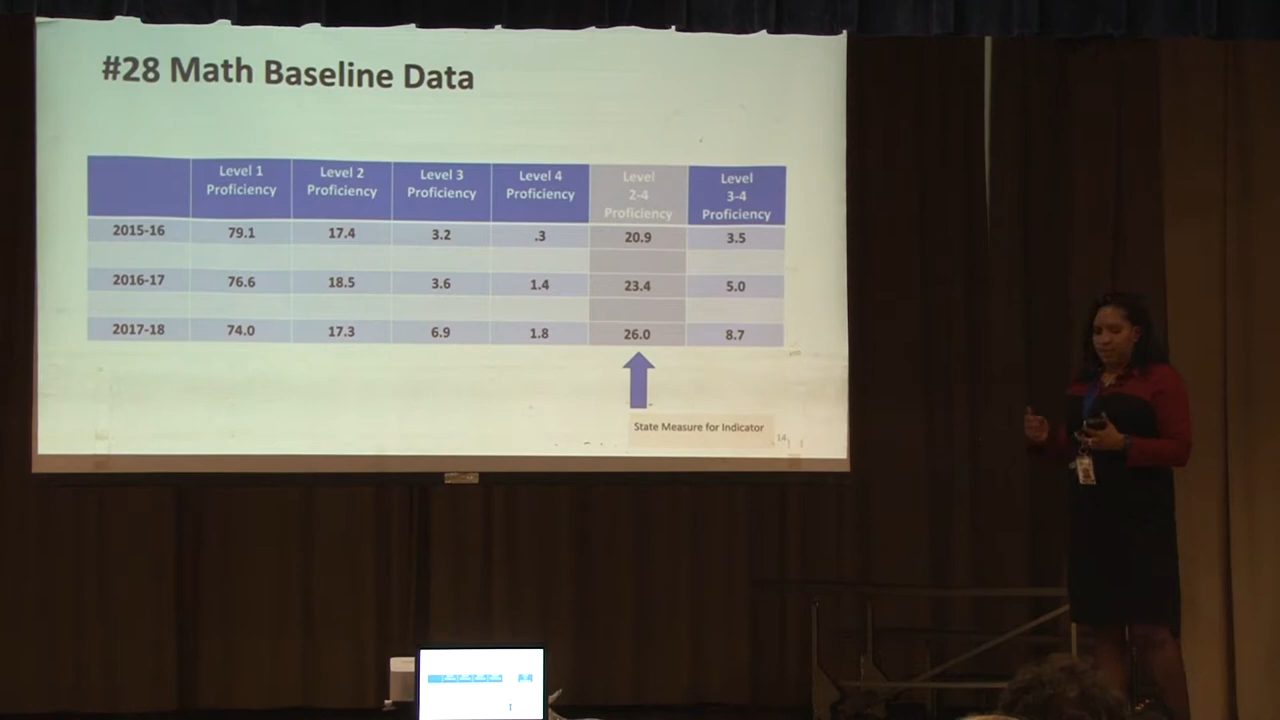 #28 Math Baseline Data
Level 1 Proficiency Level 2 Proficiency Level 3 Proficiency Level 4 Proficiency Level 2-4 Proficiency Level 3-4 Proficiency
2015-16 79.1 17.4 3.2 .3 20.9 3.5
2016-17 76.6 18.5 3.6 1.4 23.4 5.0
2017-18 74.0 17.3 6.9 1.8 26.0 8.7
State Measure for Indicator
14